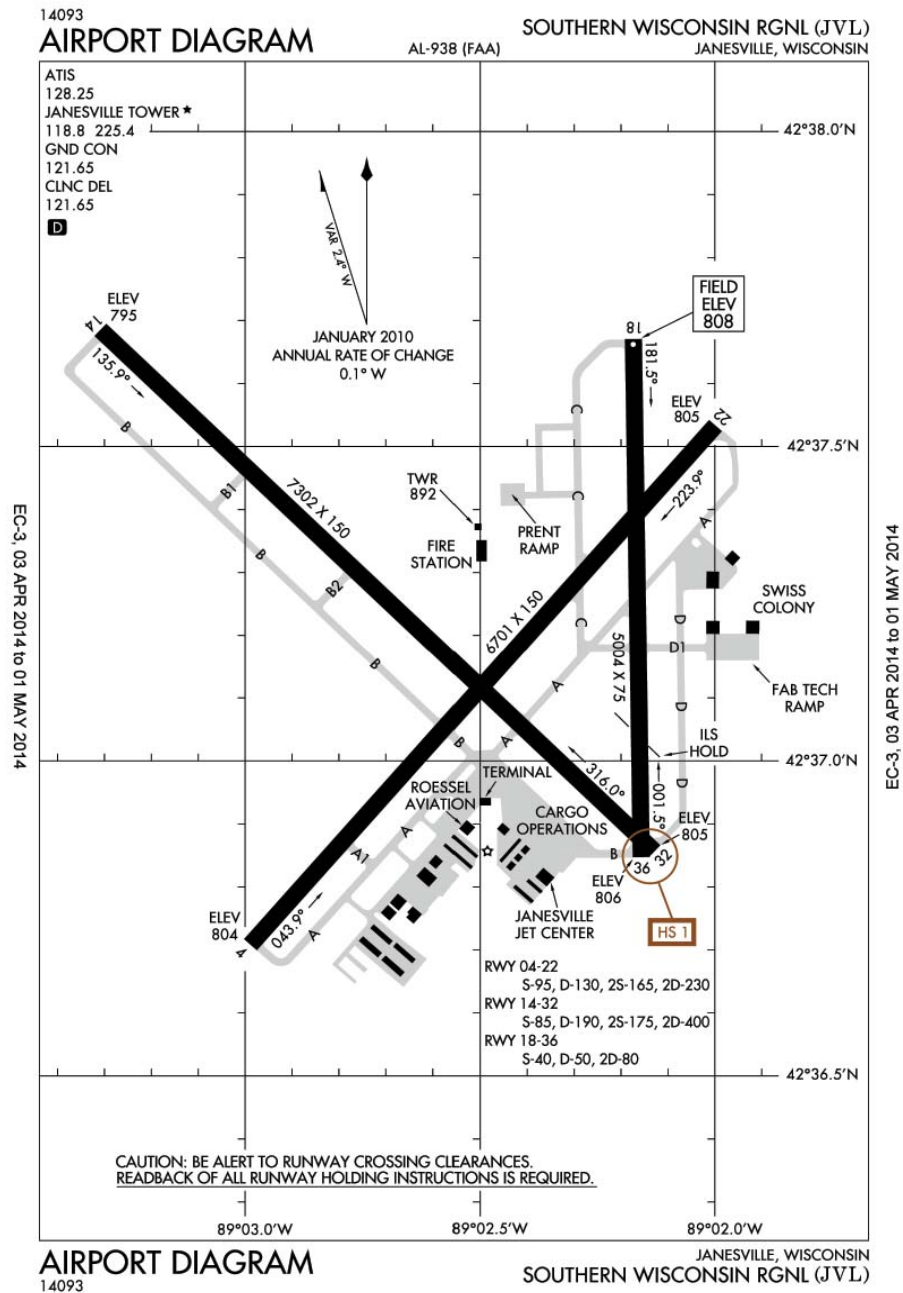 14093
AIRPORT DIAGRAM
AL-938 (FAA)
SOUTHERN WISCONSIN RGNL (JVL)
JANESVILLE, WISCONSIN
ATIS
128.25
JANESVILLE TOWER★
118.8 225.4
GND CON
121.65
CLNC DEL
121.65
D
42°38.0'N
VAR 2.4° W
JANUARY 2010
ANNUAL RATE OF CHANGE
0.1° W
ELEV
795
14
135.9°
FIELD
ELEV
808
18
181.5°
ELEV
805
22
42°37.5'N
C
B
B1
7302 X 150
TWR
892
C
223.9°
PRENT
RAMP
A
FIRE
STATION
B
B2
SWISS
COLONY
6701 X 150
C
D
5004 X 75
D1
B
A
FAB TECH
RAMP
D
B
A
ILS
HOLD
42°37.0'N
316.0°
TERMINAL
ROESSEL
AVIATION
D
001.5°
CARGO
OPERATIONS
A
ELEV
805
A1
B
36
32
ELEV
806
ELEV
804
4
043.9°
A
JANESVILLE
JET CENTER
HS 1
RWY 04-22
S-95, D-130, 2S-165, 2D-230
RWY 14-32
S-85, D-190, 2S-175, 2D-400
RWY 18-36
S-40, D-50, 2D-80
42°36.5'N
CAUTION: BE ALERT TO RUNWAY CROSSING CLEARANCES.
READBACK OF ALL RUNWAY HOLDING INSTRUCTIONS IS REQUIRED.
89°03.0'W
89°02.5'W
89°02.0'W
EC-3, 03 APR 2014 to 01 MAY 2014
EC-3, 03 APR 2014 to 01 MAY 2014
AIRPORT DIAGRAM
14093
JANESVILLE, WISCONSIN
SOUTHERN WISCONSIN RGNL (JVL)